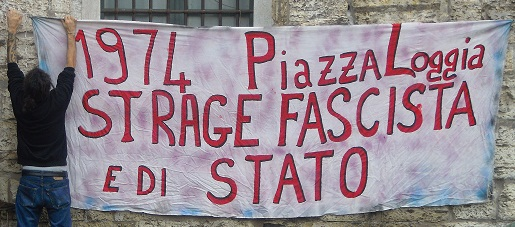 1974 Piazza Loggia
STRAGE FASCISTA
E DI STATO